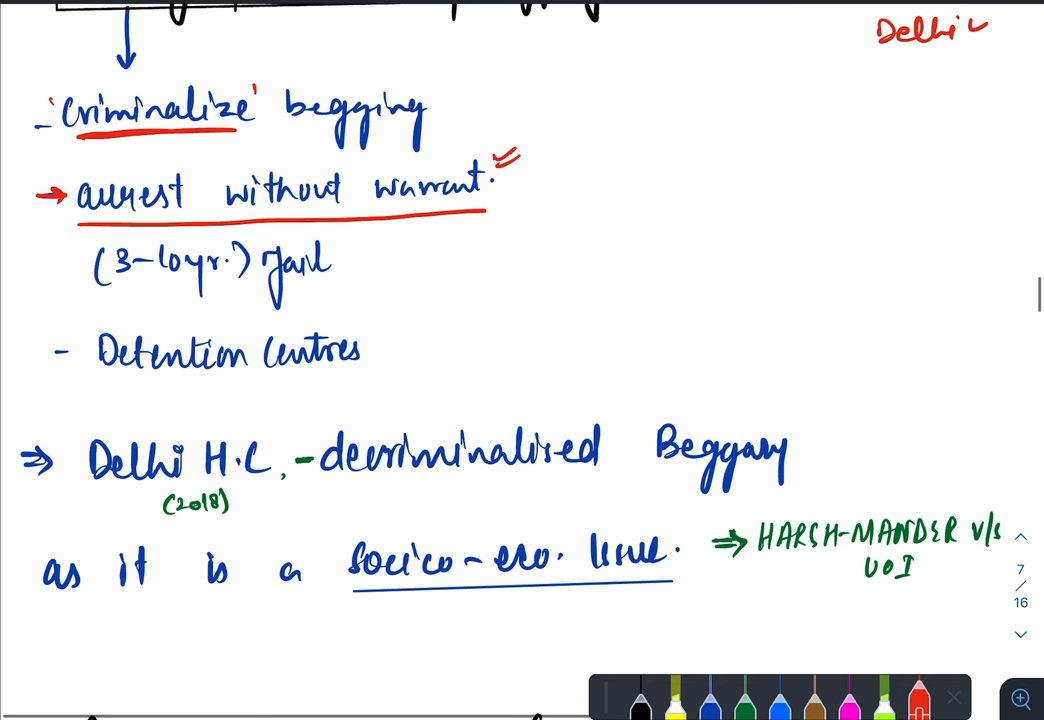 Delhi
- 'Criminalize' begging
→ arrest without warrant.
(3-10yr.) Jail
- Detention Centres
⇒ Delhi H.C. - decriminalised Beggary
(2018)
as it is a socico-eco. Issue.
⇒ HARSH-MANDER V/S
UOI
7
/
16